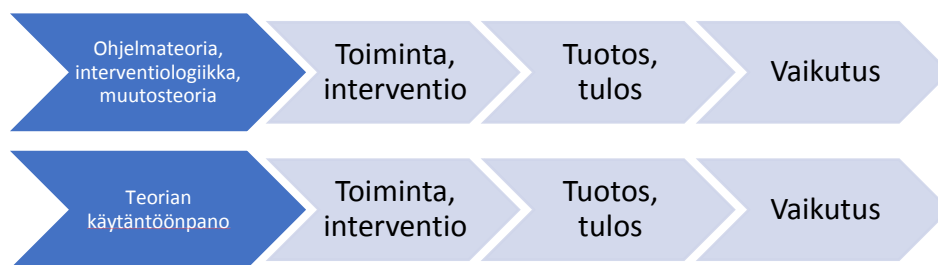 Ohjelmateoria,
interventiologiikka,
muutosteoria
Toiminta,
interventio
Tuotos,
tulos
Vaikutus
Teorian
käytäntöönpano
Toiminta,
interventio
Tuotos,
tulos
Vaikutus